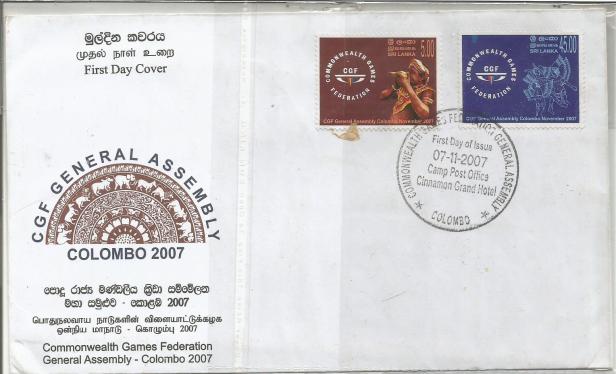 මුල්දින කවරය
முதல் நாள் உறை
First Day Cover
CGF GENERAL ASSEMBLY
COLOMBO 2007
පොදු රාජ්‍ය මණ්ඩලීය ක්‍රීඩා සම්මේලන
මහා සමුළුව - කොළඹ 2007
பொதுநலவாய நாடுகளின் விளையாட்டுக்கழக
ஒன்றிய மாநாடு - கொழும்பு 2007
Commonwealth Games Federation
General Assembly - Colombo 2007
ශ්‍රී ලංකා
இலங்கை
SRI LANKA
5.00
COMMONWEALTH GAMES
CGF
FEDERATION
CGF General Assembly Colombo November 2007
ශ්‍රී ලංකා
இலங்கை
SRI LANKA
45.00
COMMONWEALTH GAMES
CGF
FEDERATION
CGF General Assembly Colombo November 2007
COMMONWEALTH GAMES FEDERATION GENERAL ASSEMBLY
First Day of Issue
07-11-2007
Camp Post Office
Cinnamon Grand Hotel
COLOMBO